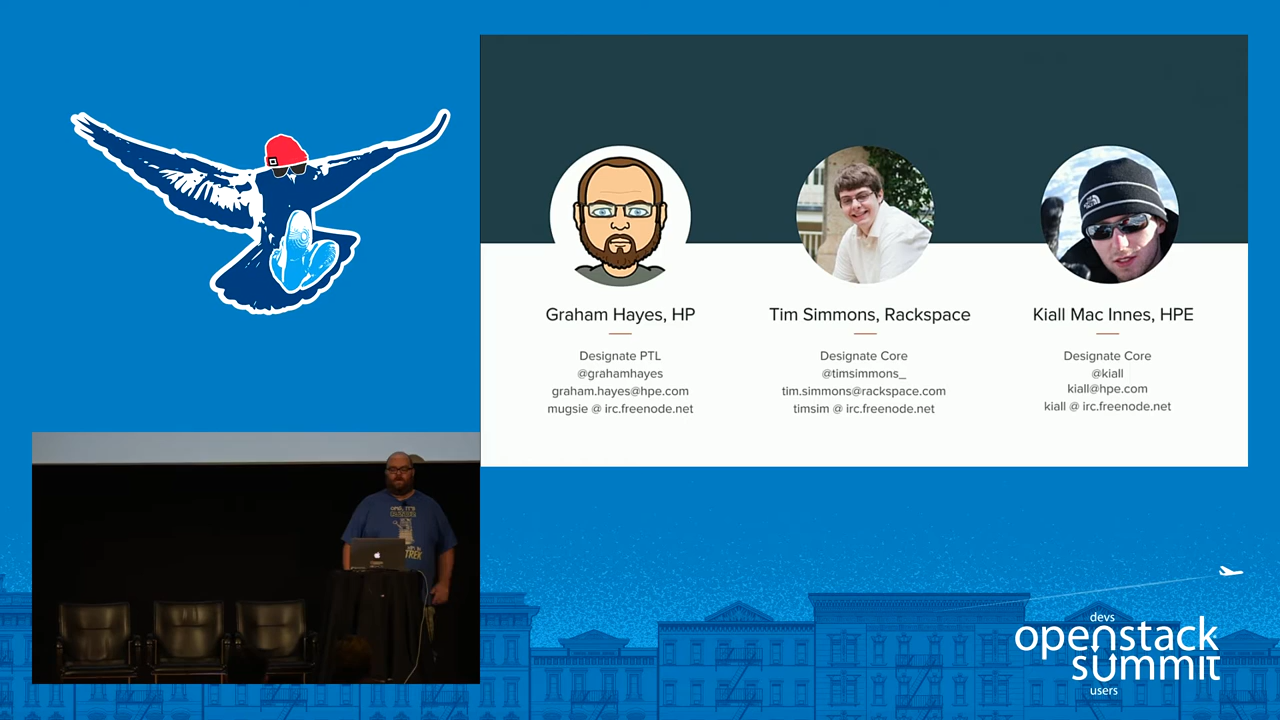 Graham Hayes, HP
Designate PTL
@grahamhayes
graham.hayes@hpe.com
mugsie @ irc.freenode.net
Tim Simmons, Rackspace
Designate Core
@timsimmons_
tim.simmons@rackspace.com
timsim @ irc.freenode.net
Kiall Mac Innes, HPE
Designate Core
@kiall
kiall@hpe.com
kiall @ irc.freenode.net
TREK
devs
openstack
summit
users